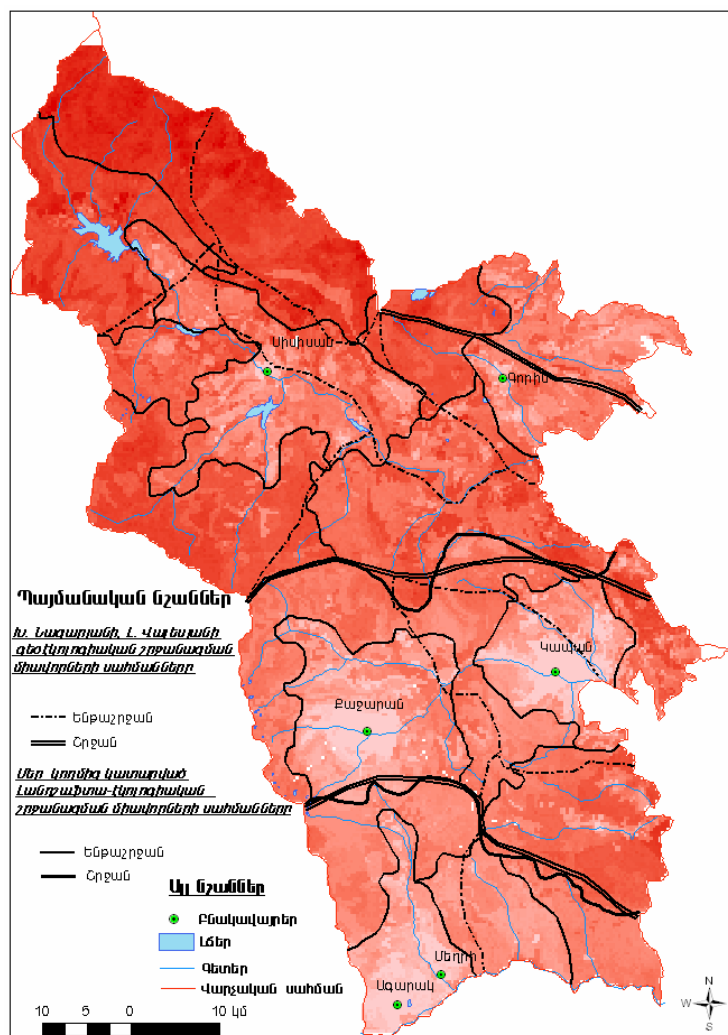 Սիսիան
Գորիս
Կապան
Քաջարան
Մեղրի
Ագարակ
Պայմանական նշաններ
Խ. Նազարյանի, Լ. Վալեսյանի
գեոէկոլոգիական շրջանացման
միավորների սահմանները
Ենթաշրջան
Շրջան
Մեր կողմից կատարված
Լանդշաֆտա-էկոլոգիական
շրջանացման միավորների սահմանները
Ենթաշրջան
Շրջան
Այլ նշաններ
Բնակավայրեր
Լճեր
Գետեր
Վարչական սահման
10 5 0 10 կմ
N
W E
S